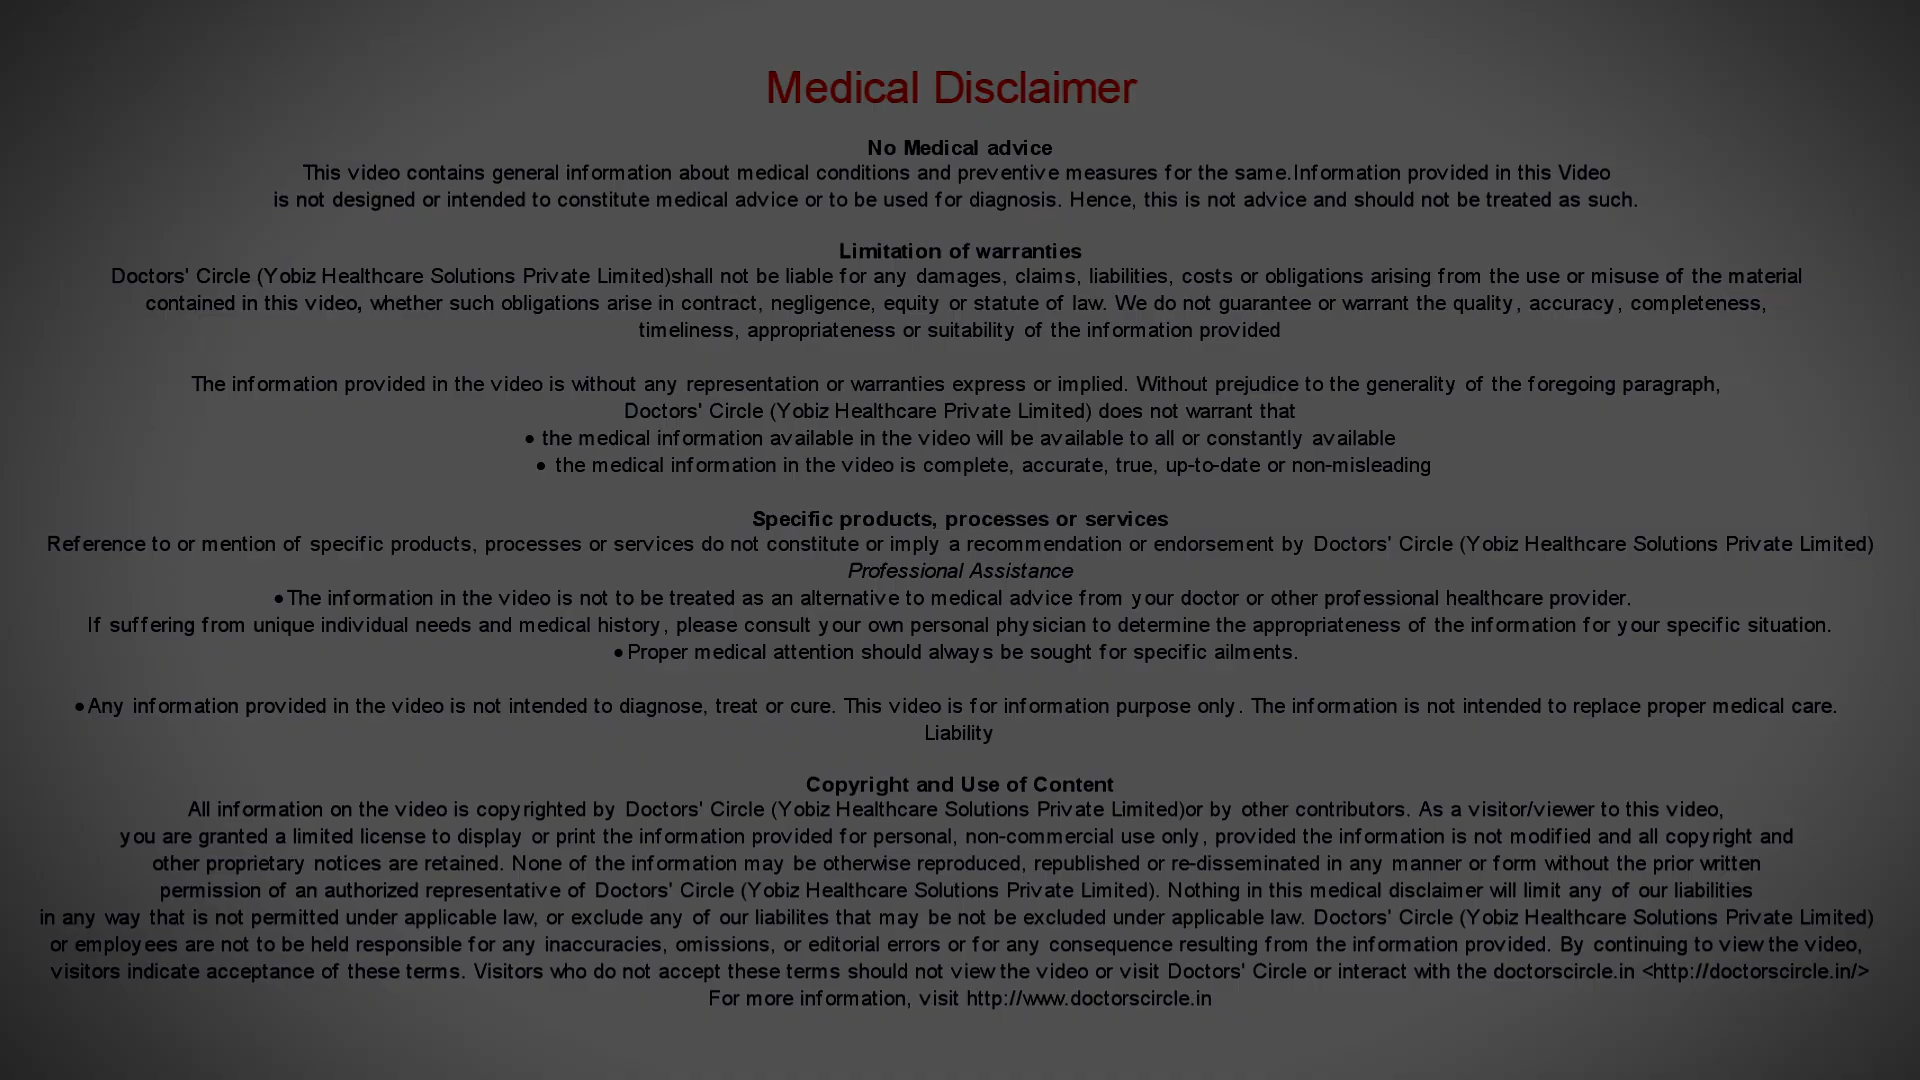 Medical Disclaimer
No Medical advice
This video contains general information about medical conditions and preventive measures for the same.Information provided in this Video
is not designed or intended to constitute medical advice or to be used for diagnosis. Hence, this is not advice and should not be treated as such.
Limitation of warranties
Doctors' Circle (Yobiz Healthcare Solutions Private Limited)shall not be liable for any damages, claims, liabilities, costs or obligations arising from the use or misuse of the material
contained in this video, whether such obligations arise in contract, negligence, equity or statute of law. We do not guarantee or warrant the quality, accuracy, completeness,
timeliness, appropriateness or suitability of the information provided
The information provided in the video is without any representation or warranties express or implied. Without prejudice to the generality of the foregoing paragraph,
Doctors' Circle (Yobiz Healthcare Private Limited) does not warrant that
• the medical information available in the video will be available to all or constantly available
• the medical information in the video is complete, accurate, true, up-to-date or non-misleading
Specific products, processes or services
Reference to or mention of specific products, processes or services do not constitute or imply a recommendation or endorsement by Doctors' Circle (Yobiz Healthcare Solutions Private Limited)
Professional Assistance
•The information in the video is not to be treated as an alternative to medical advice from your doctor or other professional healthcare provider.
If suffering from unique individual needs and medical history, please consult your own personal physician to determine the appropriateness of the information for your specific situation.
•Proper medical attention should always be sought for specific ailments.
•Any information provided in the video is not intended to diagnose, treat or cure. This video is for information purpose only. The information is not intended to replace proper medical care.
Liability
Copyright and Use of Content
All information on the video is copyrighted by Doctors' Circle (Yobiz Healthcare Solutions Private Limited)or by other contributors. As a visitor/viewer to this video,
you are granted a limited license to display or print the information provided for personal, non-commercial use only, provided the information is not modified and all copyright and
other proprietary notices are retained. None of the information may be otherwise reproduced, republished or re-disseminated in any manner or form without the prior written
permission of an authorized representative of Doctors' Circle (Yobiz Healthcare Solutions Private Limited). Nothing in this medical disclaimer will limit any of our liabilities
in any way that is not permitted under applicable law, or exclude any of our liabilites that may be not be excluded under applicable law. Doctors' Circle (Yobiz Healthcare Solutions Private Limited)
or employees are not to be held responsible for any inaccuracies, omissions, or editorial errors or for any consequence resulting from the information provided. By continuing to view the video,
visitors indicate acceptance of these terms. Visitors who do not accept these terms should not view the video or visit Doctors' Circle or interact with the doctorscircle.in <http://doctorscircle.in/>
For more information, visit http://www.doctorscircle.in